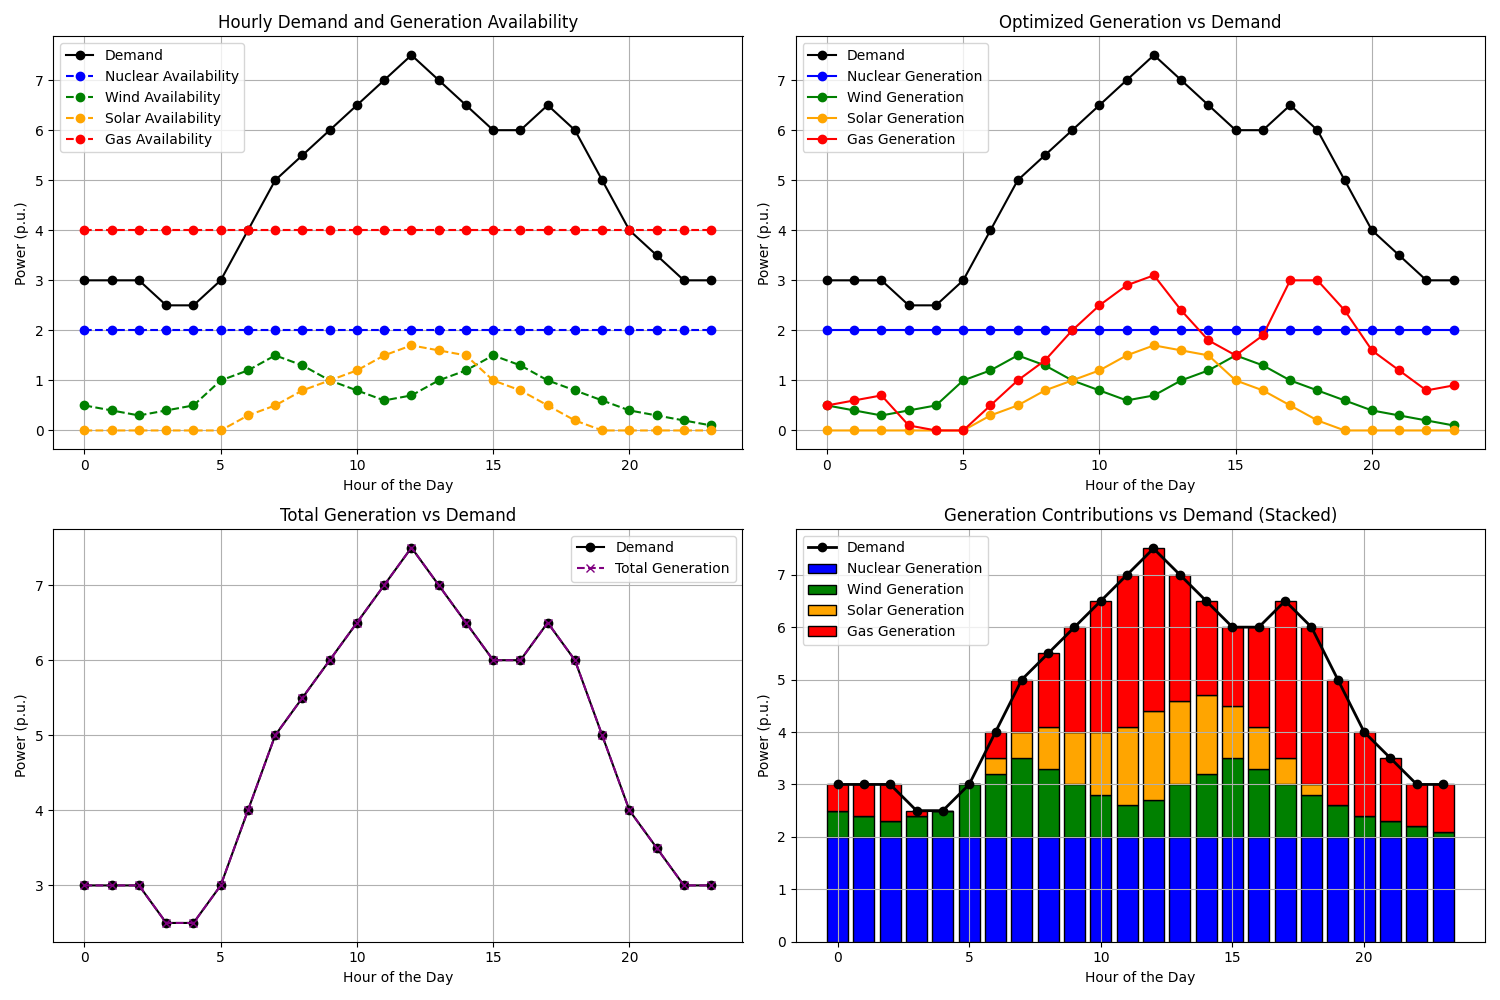 Hourly Demand and Generation Availability
Demand
Nuclear Availability
Wind Availability
Solar Availability
Gas Availability
Power (p.u.)
7
6
5
4
3
2
1
0
0 5 10 15 20
Hour of the Day
Optimized Generation vs Demand
Demand
Nuclear Generation
Wind Generation
Solar Generation
Gas Generation
Power (p.u.)
7
6
5
4
3
2
1
0
0 5 10 15 20
Hour of the Day
Total Generation vs Demand
Demand
Total Generation
Power (p.u.)
7
6
5
4
3
0 5 10 15 20
Hour of the Day
Generation Contributions vs Demand (Stacked)
Demand
Nuclear Generation
Wind Generation
Solar Generation
Gas Generation
Power (p.u.)
7
6
5
4
3
2
1
0
0 5 10 15 20
Hour of the Day